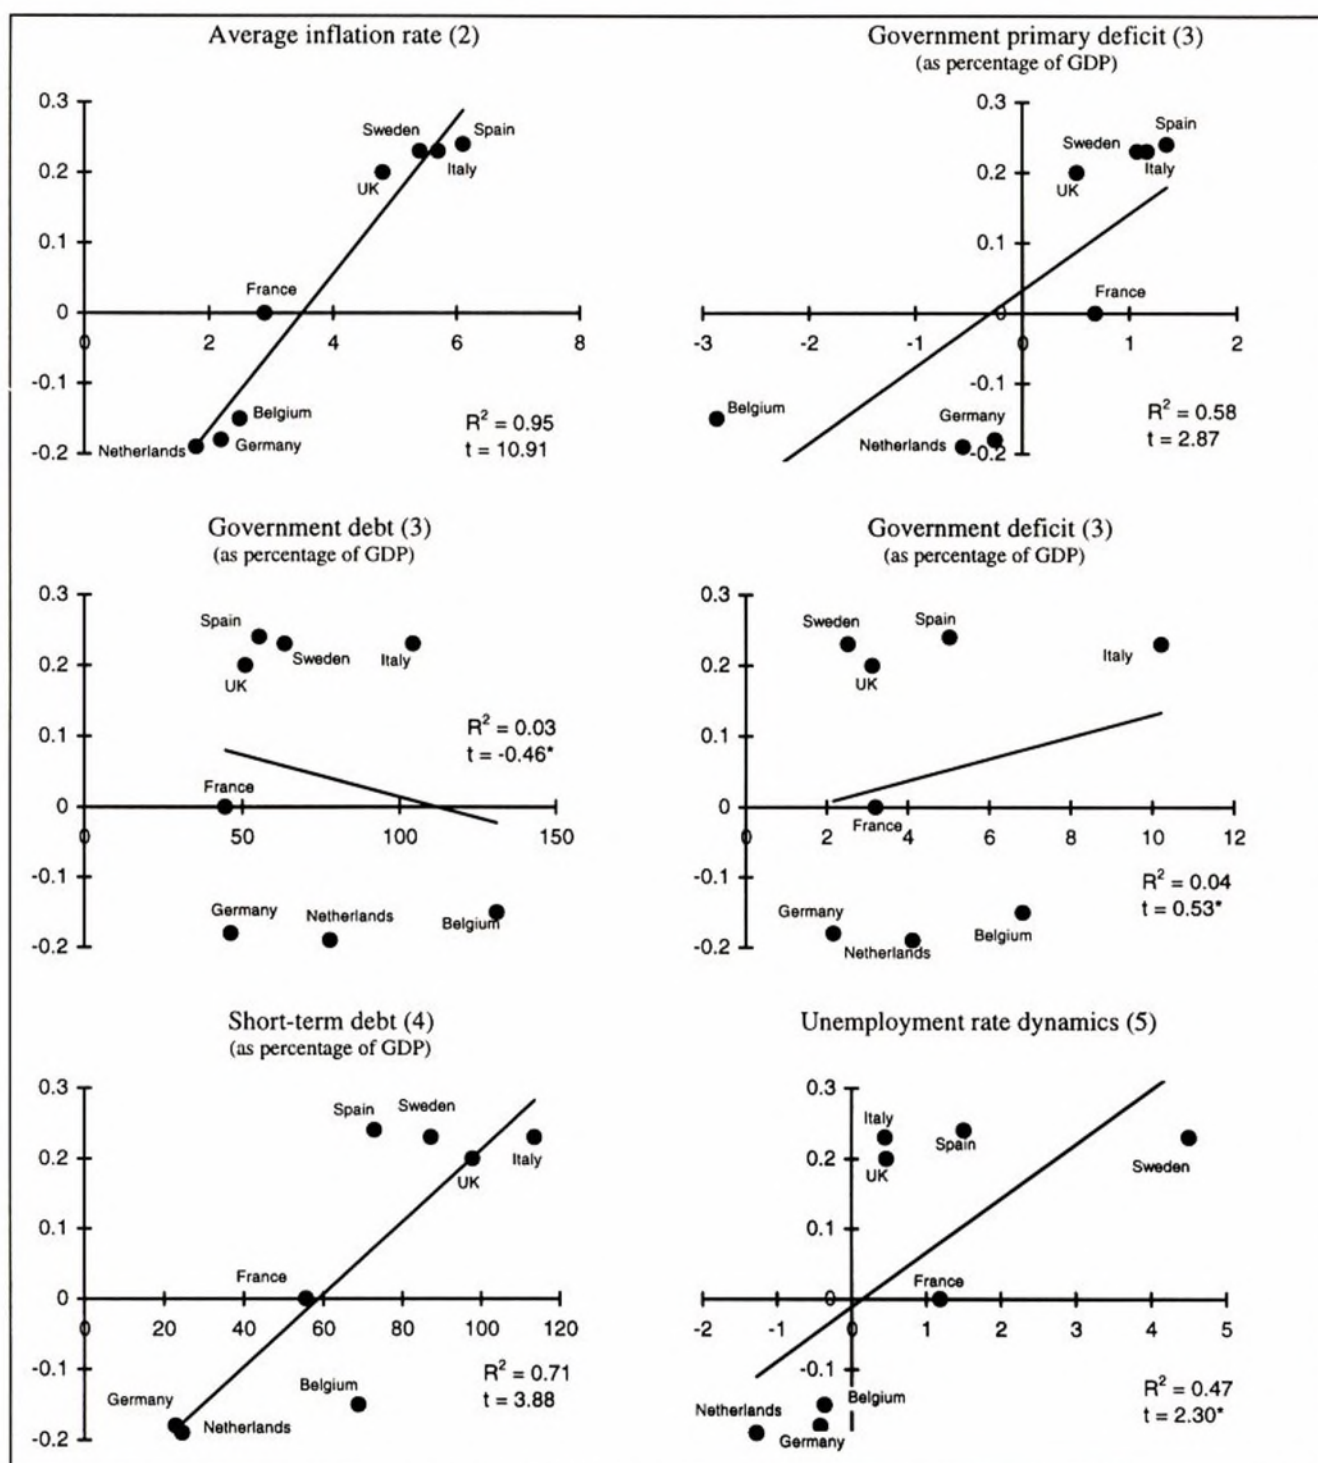 Average inflation rate (2)
0.3
0.2
0.1
0
-0.1
-0.2
0
2
4
6
8
Sweden
Spain
Italy
UK
France
Belgium
Germany
Netherlands
R² = 0.95
t = 10.91
Government primary deficit (3)
(as percentage of GDP)
0.3
0.2
0.1
0
-0.1
-0.2
-3
-2
-1
0
1
2
Spain
Sweden
Italy
UK
France
Belgium
Germany
Netherlands
R² = 0.58
t = 2.87
Government debt (3)
(as percentage of GDP)
0.3
0.2
0.1
0
-0.1
-0.2
0
50
100
150
Spain
Sweden
Italy
UK
France
Germany
Netherlands
Belgium
R² = 0.03
t = -0.46*
Government deficit (3)
(as percentage of GDP)
0.3
0.2
0.1
0
-0.1
-0.2
0
2
4
6
8
10
12
Sweden
Spain
Italy
UK
France
Germany
Netherlands
Belgium
R² = 0.04
t = 0.53*
Short-term debt (4)
(as percentage of GDP)
0.3
0.2
0.1
0
-0.1
-0.2
0
20
40
60
80
100
120
Spain
Sweden
Italy
UK
France
Belgium
Germany
Netherlands
R² = 0.71
t = 3.88
Unemployment rate dynamics (5)
0.3
0.2
0.1
0
-0.1
-2
-1
0
1
2
3
4
5
Italy
Spain
UK
Sweden
France
Netherlands
Belgium
Germany
R² = 0.47
t = 2.30*